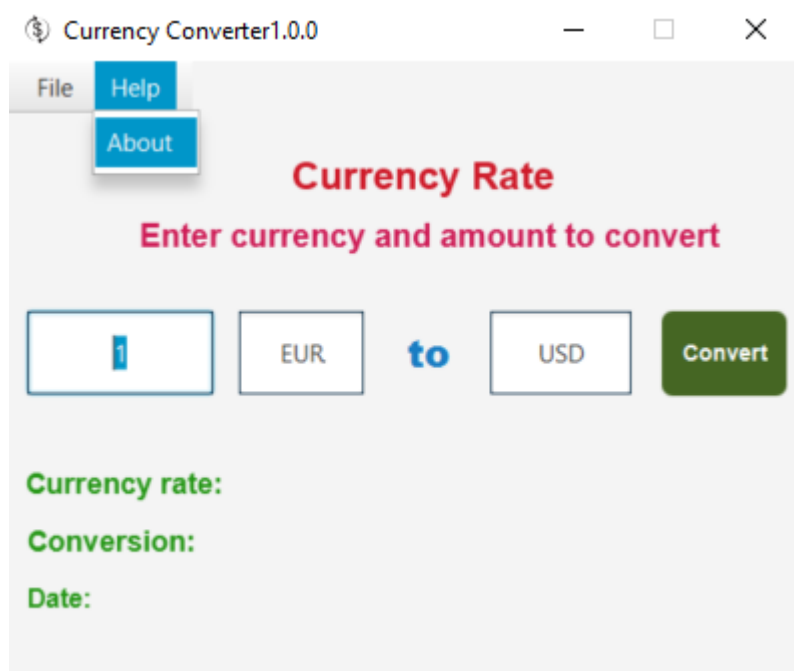 Currency Converter1.0.0
File Help
About
Currency Rate
Enter currency and amount to convert
1 EUR to USD Convert
Currency rate:
Conversion:
Date: